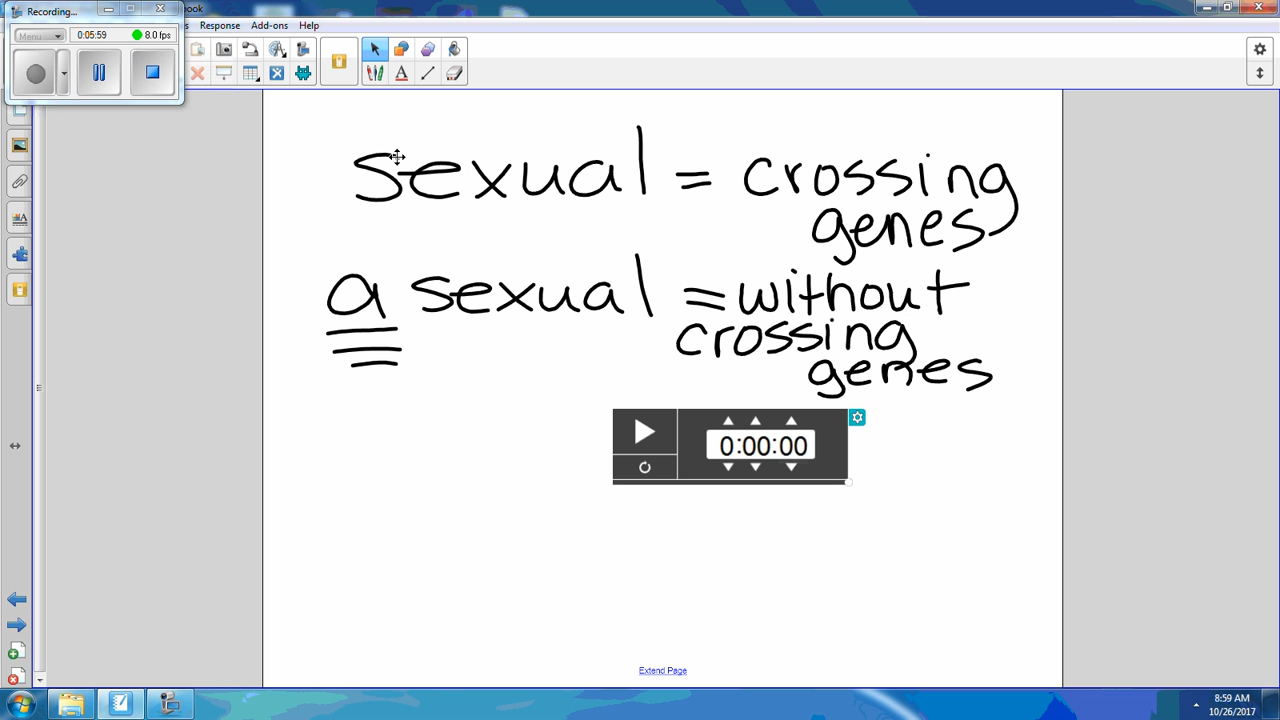 Recording...
book
Menu
0:05:59
8.0 fps
Response Add-ons Help
sexual = crossing
genes
a sexual = without
crossing
genes
0:00:00
Extend Page
8:59 AM
10/26/2017